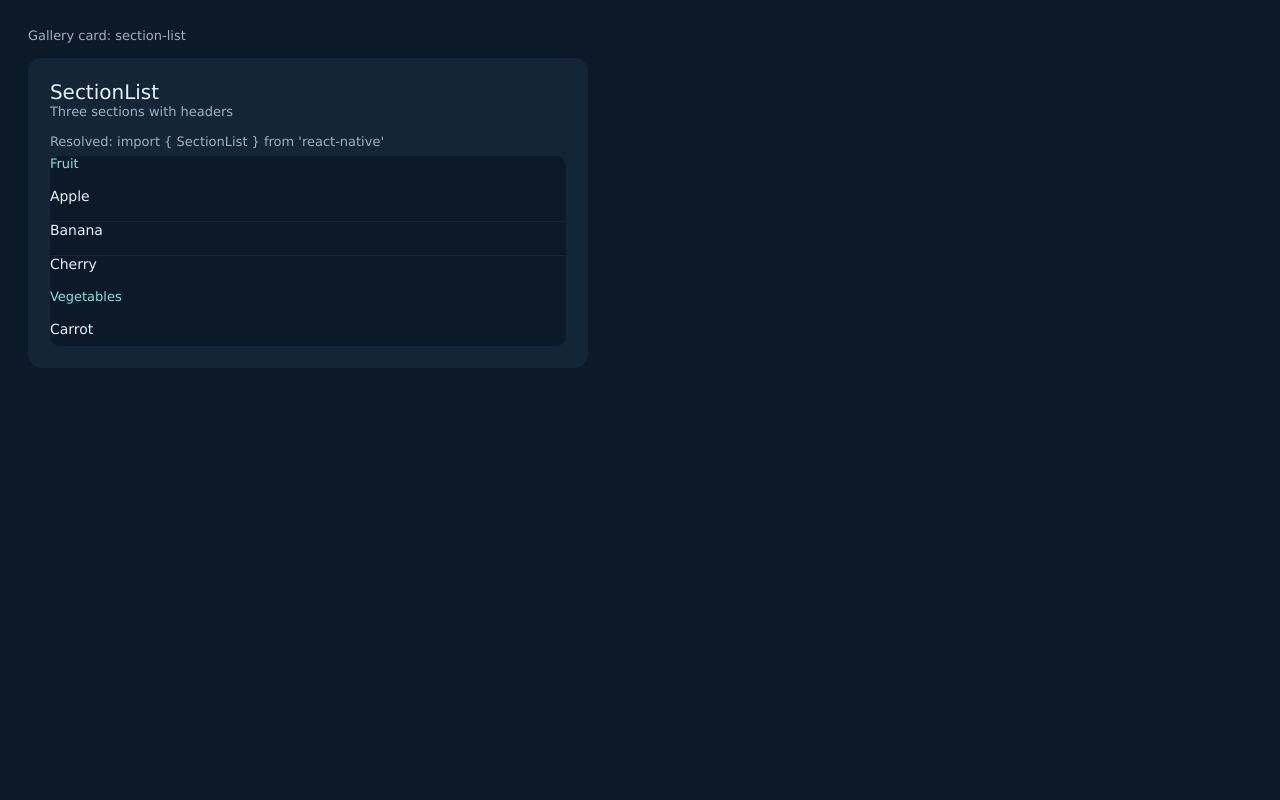 Gallery card: section-list
SectionList
Three sections with headers
Resolved: import { SectionList } from 'react-native'
Fruit
Apple
Banana
Cherry
Vegetables
Carrot